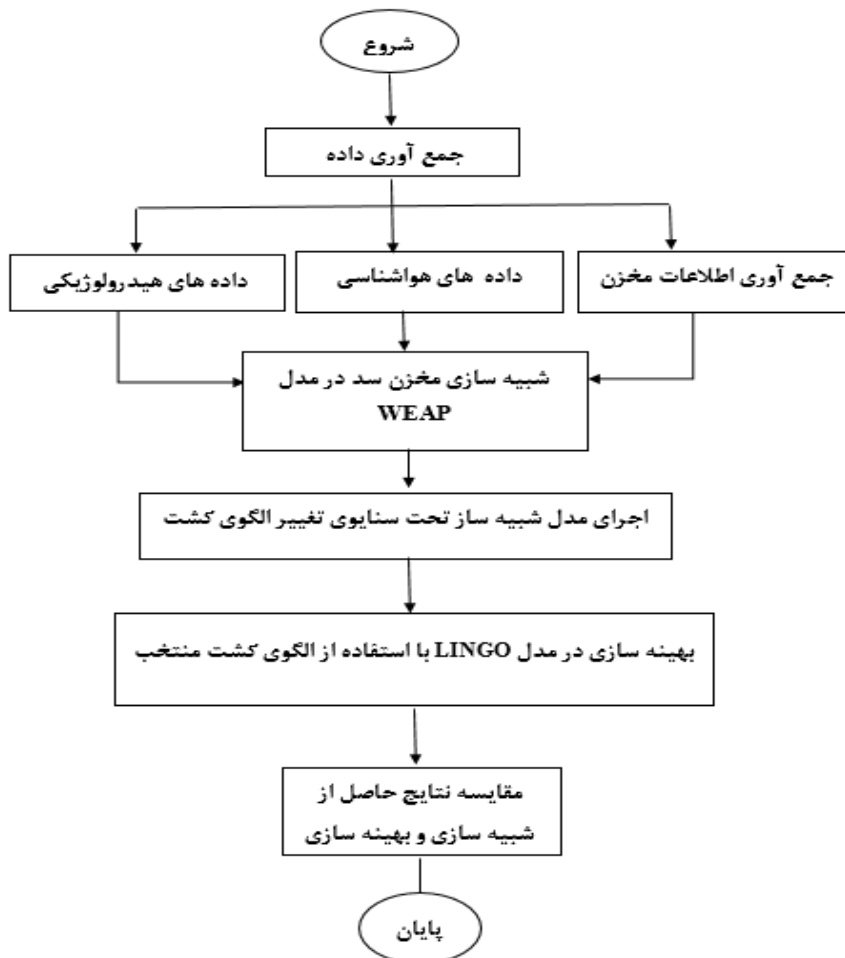 شروع
جمع آوری داده
جمع آوری اطلاعات مخزن
داده های هواشناسی
داده های هیدرولوژیکی
شبیه سازی مخزن سد در مدل
WEAP
اجرای مدل شبیه ساز تحت سنایوی تغییر الگوی کشت
بهینه سازی در مدل LINGO با استفاده از الگوی کشت منتخب
مقایسه نتایج حاصل از
شبیه سازی و بهینه سازی
پایان